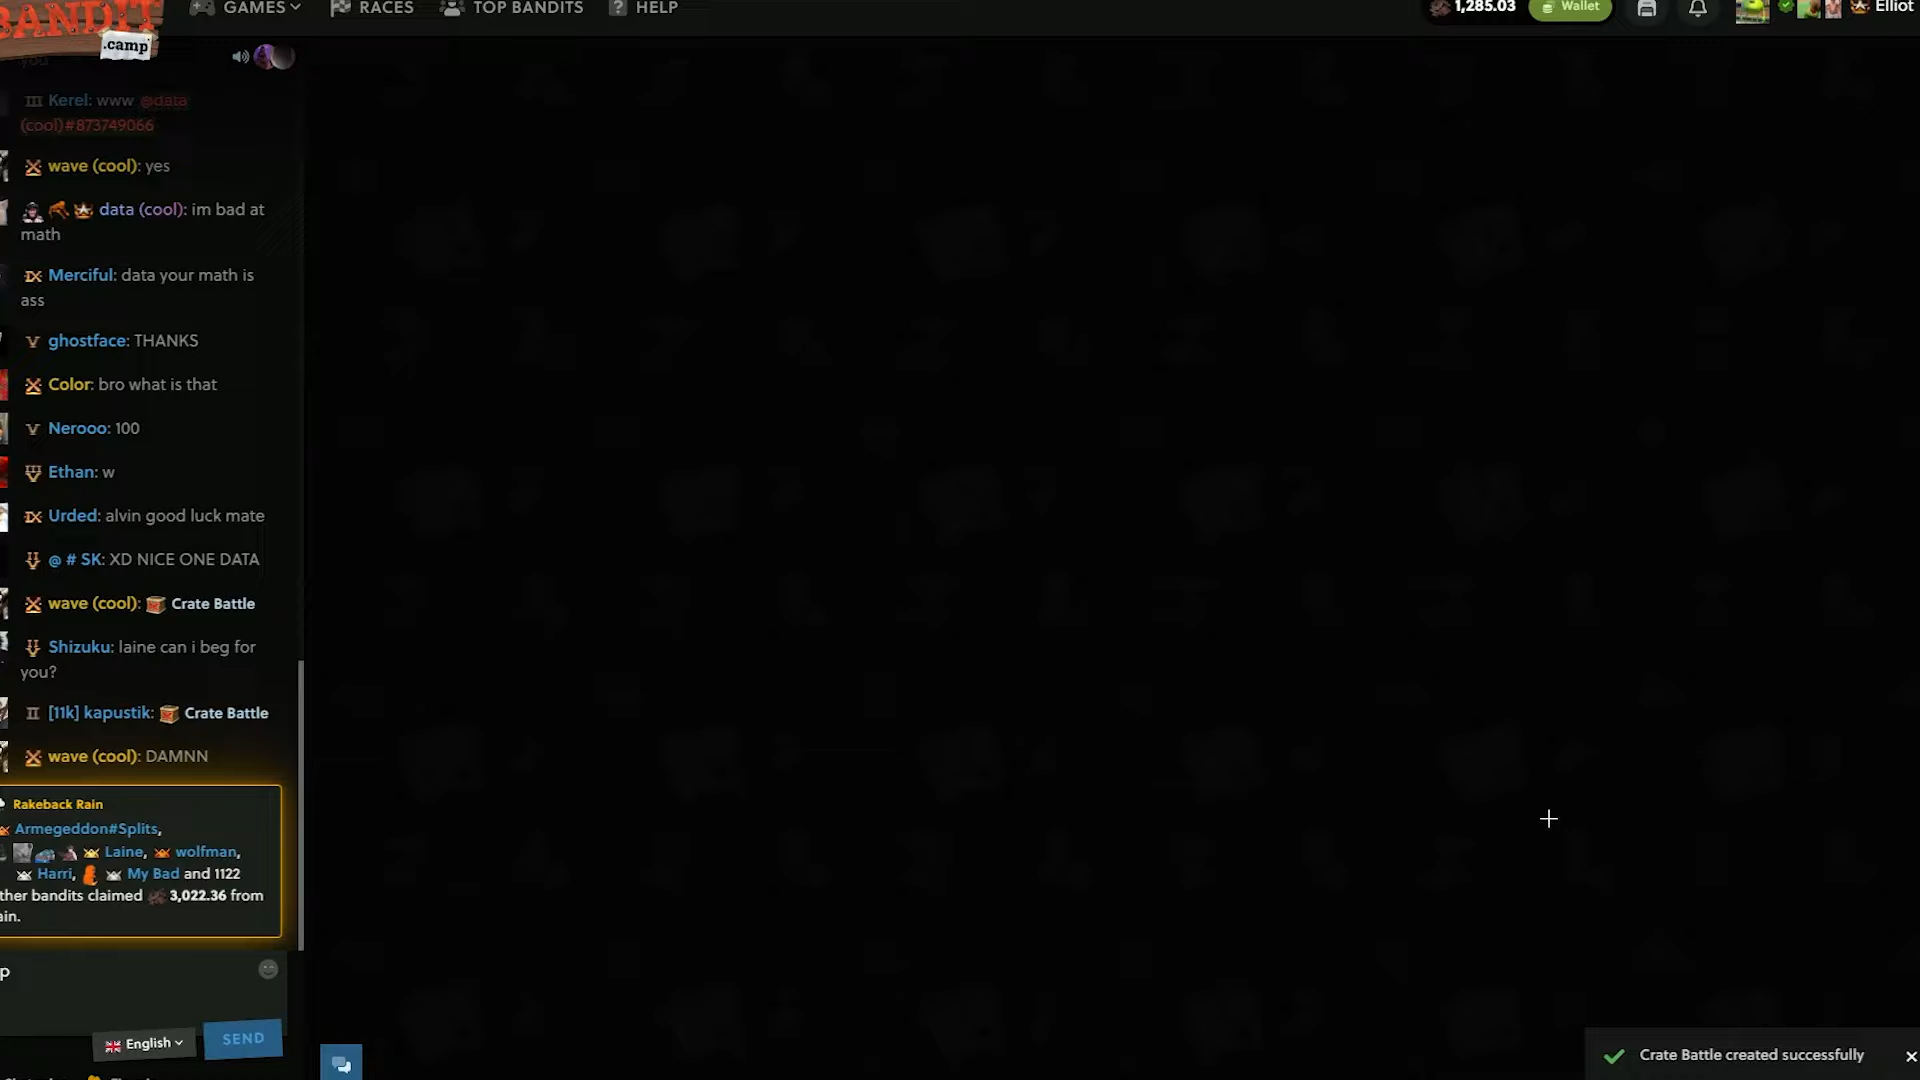 BANDIT
.camp
GAMES
RACES
TOP BANDITS
HELP
1,285.03
Wallet
Elliot
you
Kerel: www @data
(cool)#873749066
wave (cool): yes
data (cool): im bad at
math
Merciful: data your math is
ass
ghostface: THANKS
Color: bro what is that
Nerooo: 100
Ethan: w
Urded: alvin good luck mate
@ # SK: XD NICE ONE DATA
wave (cool): Crate Battle
Shizuku: laine can i beg for
you?
[11k] kapustik: Crate Battle
wave (cool): DAMNN
Rakeback Rain
Armegeddon#Splits,
Laine, wolfman,
Harri, My Bad and 1122
ther bandits claimed 3,022.36 from
ain.
p
English
SEND
Crate Battle created successfully